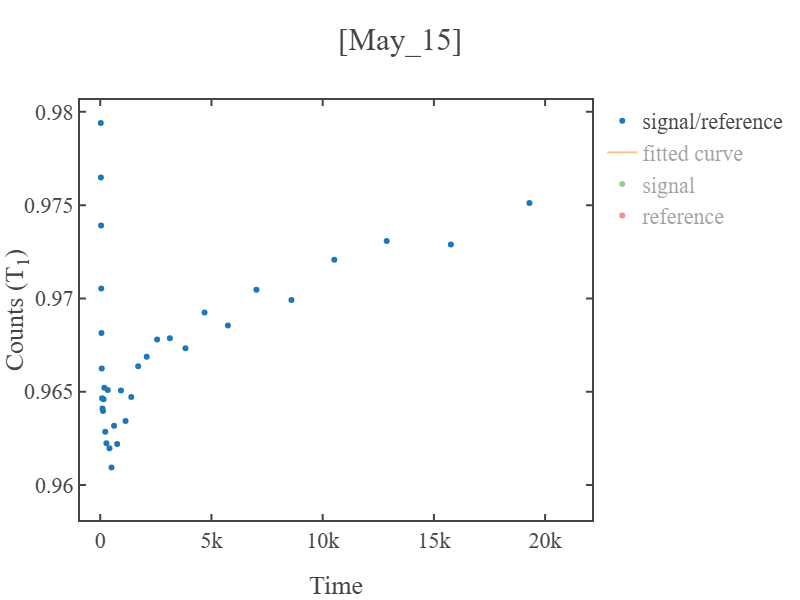 [May_15]
signal/reference
fitted curve
signal
reference
Counts (T1)
0.98
0.975
0.97
0.965
0.96
0
5k
10k
15k
20k
Time